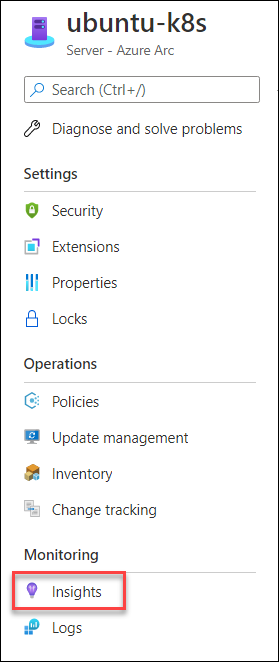 ubuntu-k8s
Server - Azure Arc
Search (Ctrl+/)
Diagnose and solve problems
Settings
Security
Extensions
Properties
Locks
Operations
Policies
Update management
Inventory
Change tracking
Monitoring
Insights
Logs